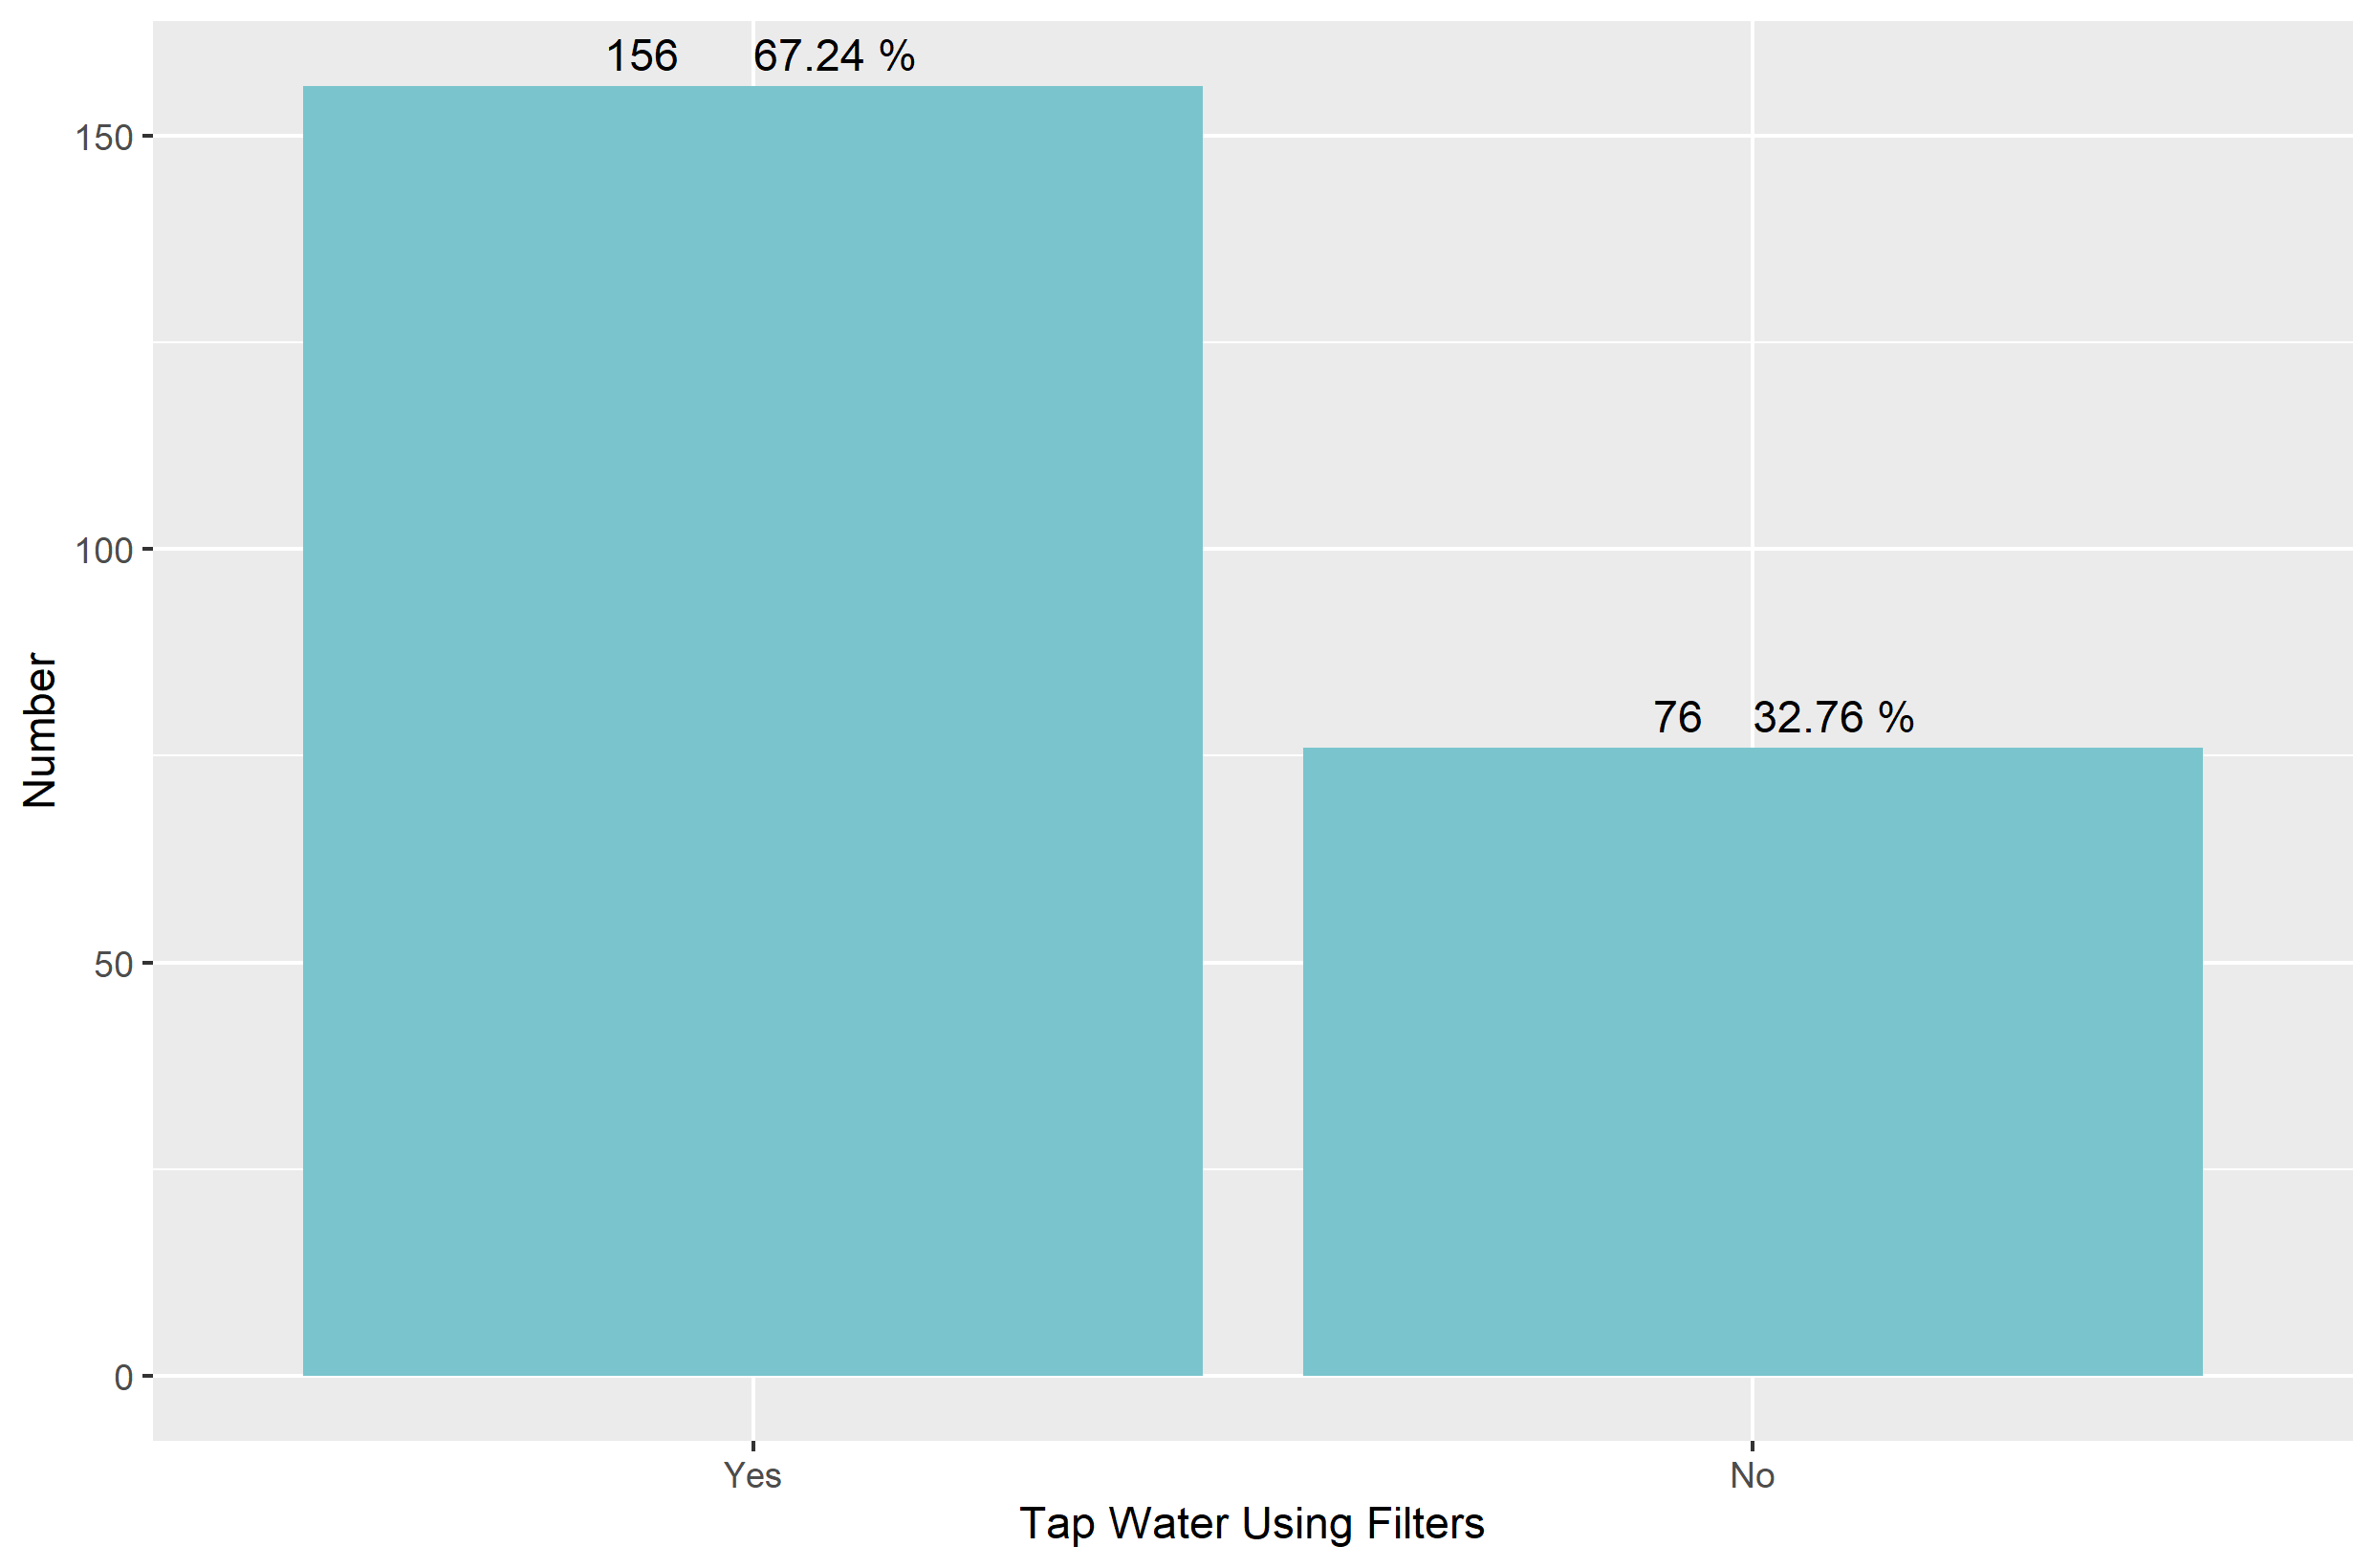 156 67.24 %
150
100
76 32.76 %
Number
50
0
Yes No
Tap Water Using Filters